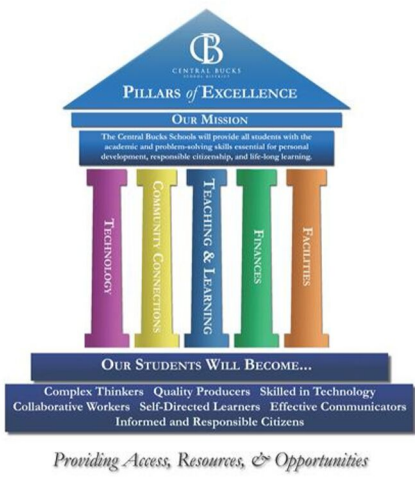 CB
CENTRAL BUCKS
SCHOOL DISTRICT
PILLARS of EXCELLENCE
OUR MISSION
The Central Bucks Schools will provide all students with the
academic and problem-solving skills essential for personal
development, responsible citizenship, and life-long learning.
TECHNOLOGY
COMMUNITY CONNECTIONS
TEACHING & LEARNING
FINANCES
FACILITIES
OUR STUDENTS WILL BECOME...
Complex Thinkers Quality Producers Skilled in Technology
Collaborative Workers Self-Directed Learners Effective Communicators
Informed and Responsible Citizens
Providing Access, Resources, & Opportunities